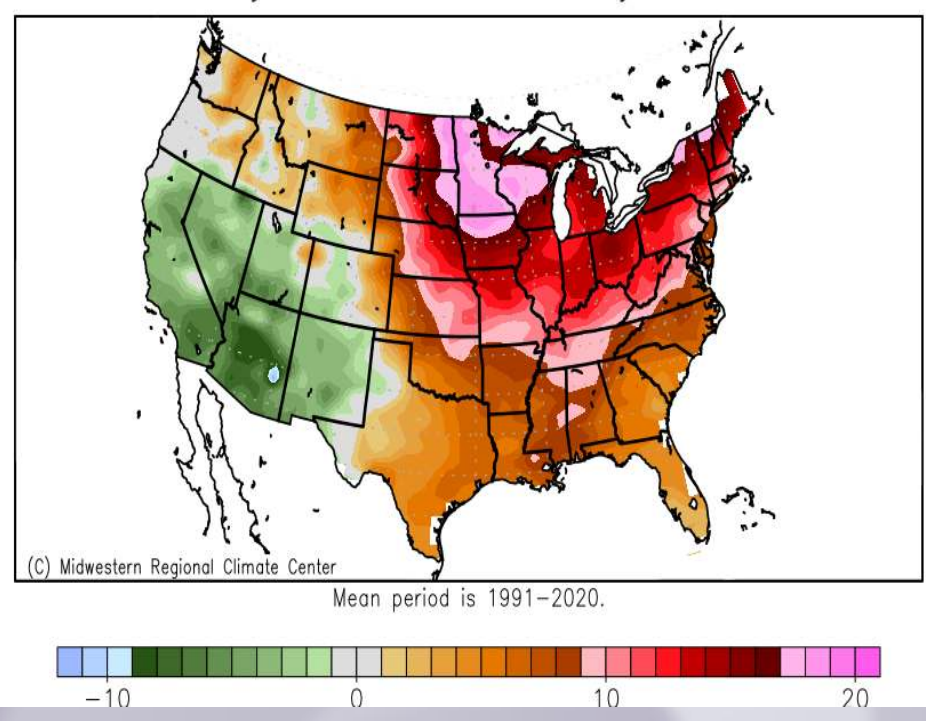 (C) Midwestern Regional Climate Center
Mean period is 1991-2020.
-10 0 10 20